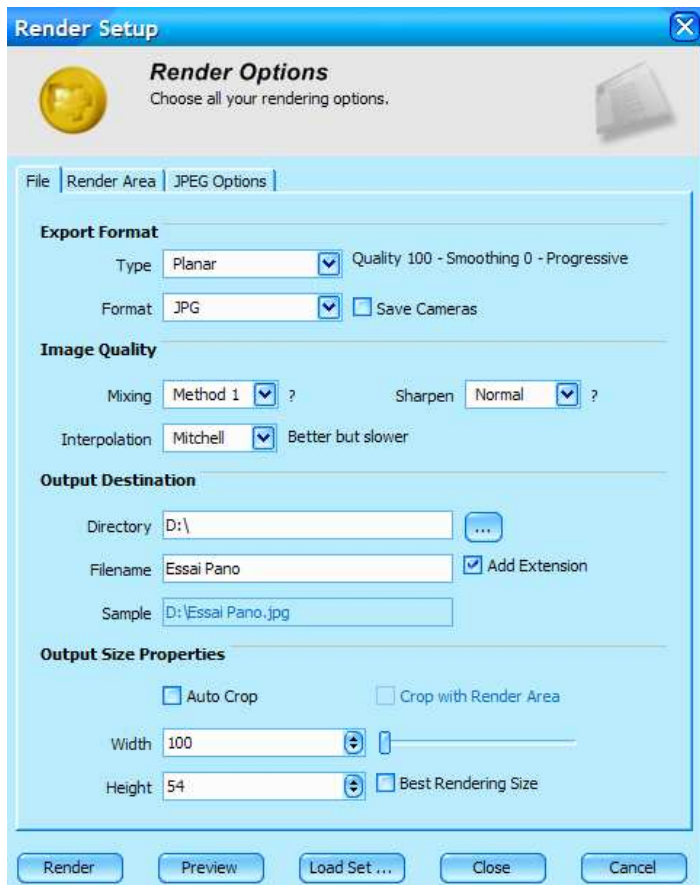 Render Setup
Render Options
Choose all your rendering options.
File Render Area JPEG Options
Export Format
Type Planar Quality 100 - Smoothing 0 - Progressive
Format JPG Save Cameras
Image Quality
Mixing Method 1 ? Sharpen Normal ?
Interpolation Mitchell Better but slower
Output Destination
Directory D:\ ...
Filename Essai Pano Add Extension
Sample D:\Essai Pano.jpg
Output Size Properties
Auto Crop Crop with Render Area
Width 100
Height 54 Best Rendering Size
Render Preview Load Set ... Close Cancel